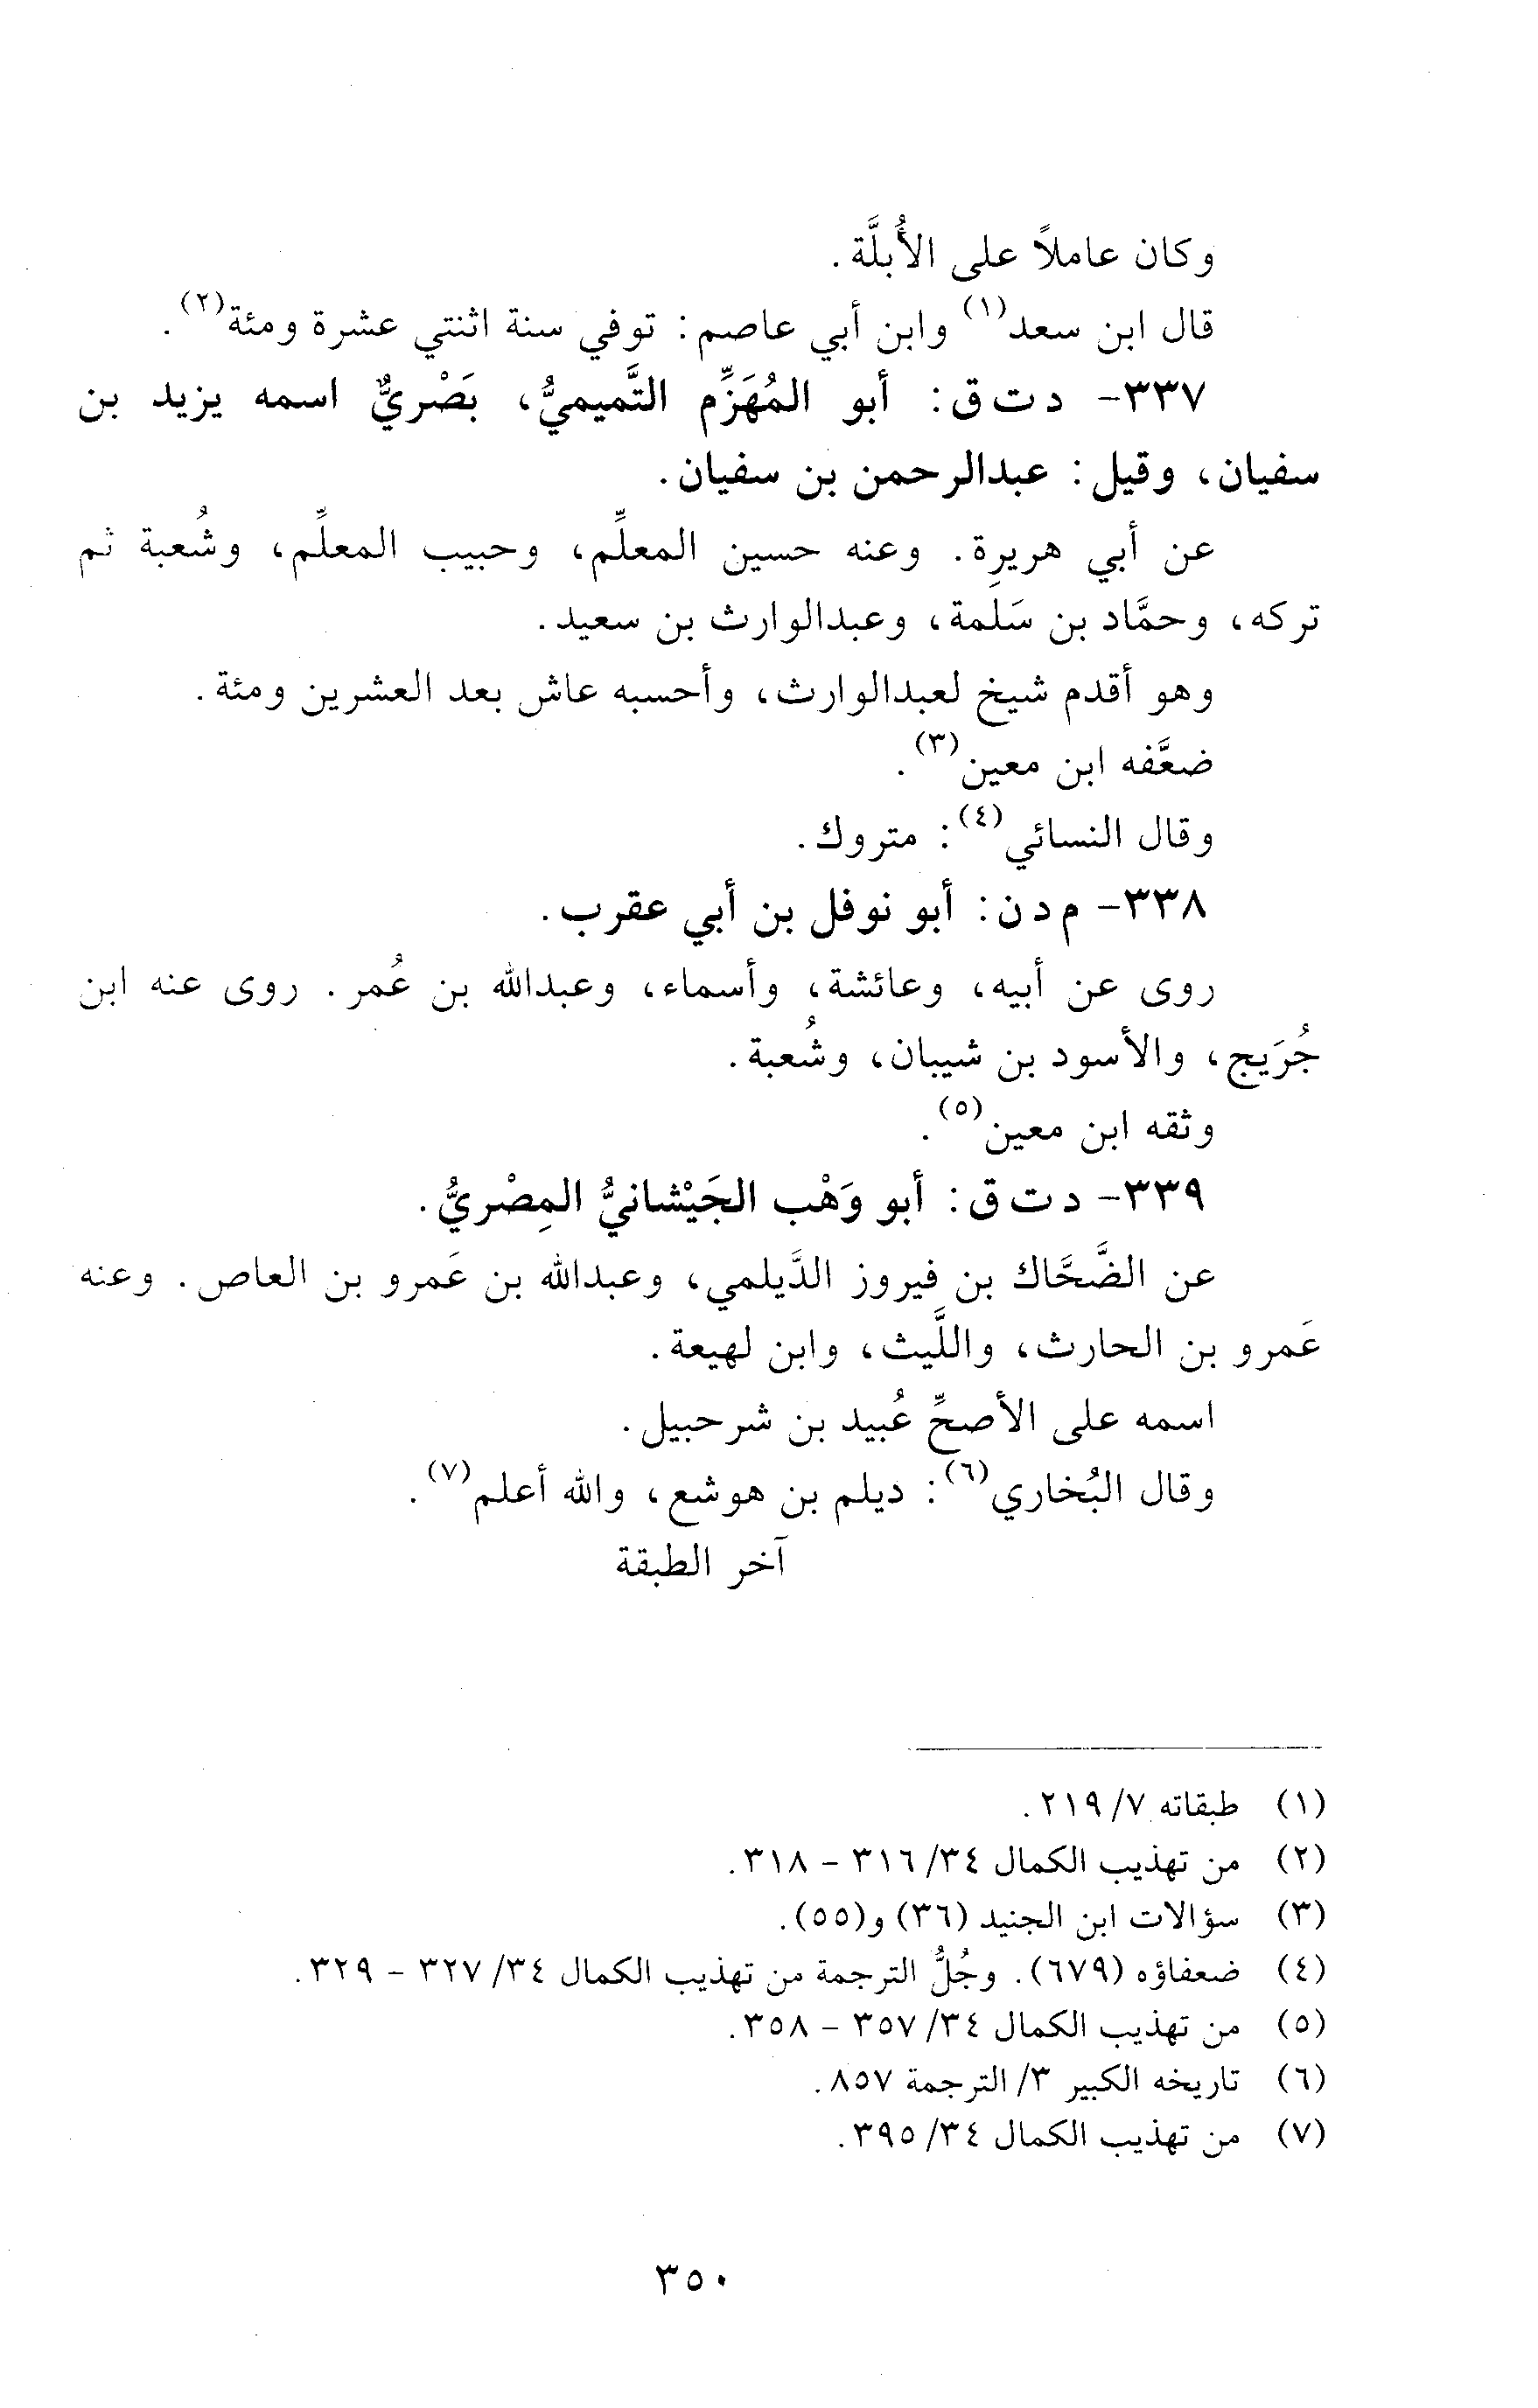 وكان عاملاً على الأُبلَّة.
قال ابن سعد(١) وابن أبي عاصم: توفي سنة اثنتي عشرة ومئة(٢).
٣٣٧- د ت ق: أبو المُهَزِّم التَّميميُّ، بَصْريٌّ اسمه يزيد بن
سفيان، وقيل: عبدالرحمن بن سفيان.
عن أبي هريرة. وعنه حسين المعلِّم، وحبيب المعلِّم، وشُعبة ثم
تركه، وحمَّاد بن سَلَمة، وعبدالوارث بن سعيد.
وهو أقدم شيخ لعبدالوارث، وأحسبه عاش بعد العشرين ومئة.
ضعَّفه ابن معين(٣).
وقال النسائي(٤): متروك.
٣٣٨- م د ن: أبو نوفل بن أبي عقرب.
روى عن أبيه، وعائشة، وأسماء، وعبدالله بن عُمر. روى عنه ابن
جُرَيج، والأسود بن شيبان، وشُعبة.
وثقه ابن معين(٥).
٣٣٩- د ت ق: أبو وَهْب الجَيْشانيُّ المِصْريُّ.
عن الضَّحَّاك بن فيروز الدَّيلمي، وعبدالله بن عَمرو بن العاص. وعنه
عَمرو بن الحارث، واللَّيث، وابن لهيعة.
اسمه على الأصحِّ عُبيد بن شرحبيل.
وقال البُخاري(٦): ديلم بن هوشع، والله أعلم(٧).
آخر الطبقة
(١) طبقاته ٧/ ٢١٩.
(٢) من تهذيب الكمال ٣٤/ ٣١٦ - ٣١٨.
(٣) سؤالات ابن الجنيد (٣٦) و(٥٥).
(٤) ضعفاؤه (٦٧٩). وجُلُّ الترجمة من تهذيب الكمال ٣٤/ ٣٢٧ - ٣٢٩.
(٥) من تهذيب الكمال ٣٤/ ٣٥٧ - ٣٥٨.
(٦) تاريخه الكبير ٣/ الترجمة ٨٥٧.
(٧) من تهذيب الكمال ٣٤/ ٣٩٥.
٣٥٠